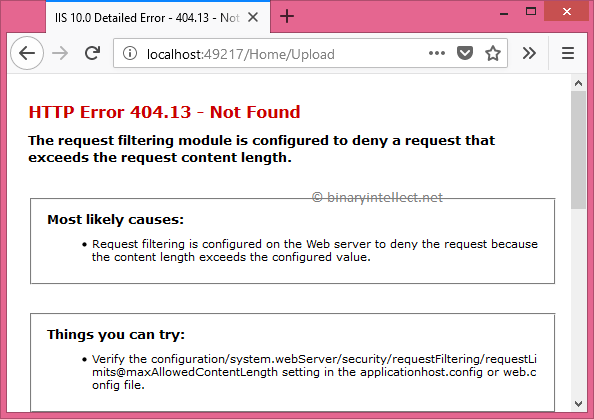 IIS 10.0 Detailed Error - 404.13 - Not
localhost:49217/Home/Upload
HTTP Error 404.13 - Not Found
The request filtering module is configured to deny a request that
exceeds the request content length.
© binaryintellect.net
Most likely causes:
• Request filtering is configured on the Web server to deny the request because
the content length exceeds the configured value.
Things you can try:
• Verify the configuration/system.webServer/security/requestFiltering/requestLi
mits@maxAllowedContentLength setting in the applicationhost.config or web.c
onfig file.